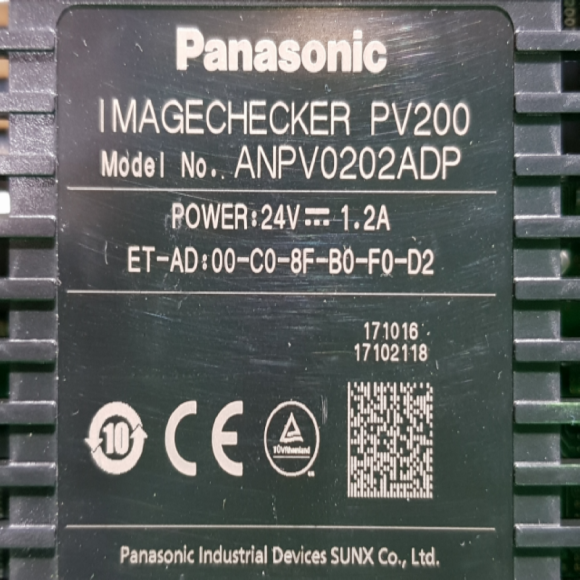 Panasonic
IMAGECHECKER PV200
Model No. ANPV0202ADP
POWER:24V⎓ 1.2A
ET-AD:00-C0-8F-B0-F0-D2
171016
17102118
10
CE
TÜVRheinland
Panasonic Industrial Devices SUNX Co., Ltd.